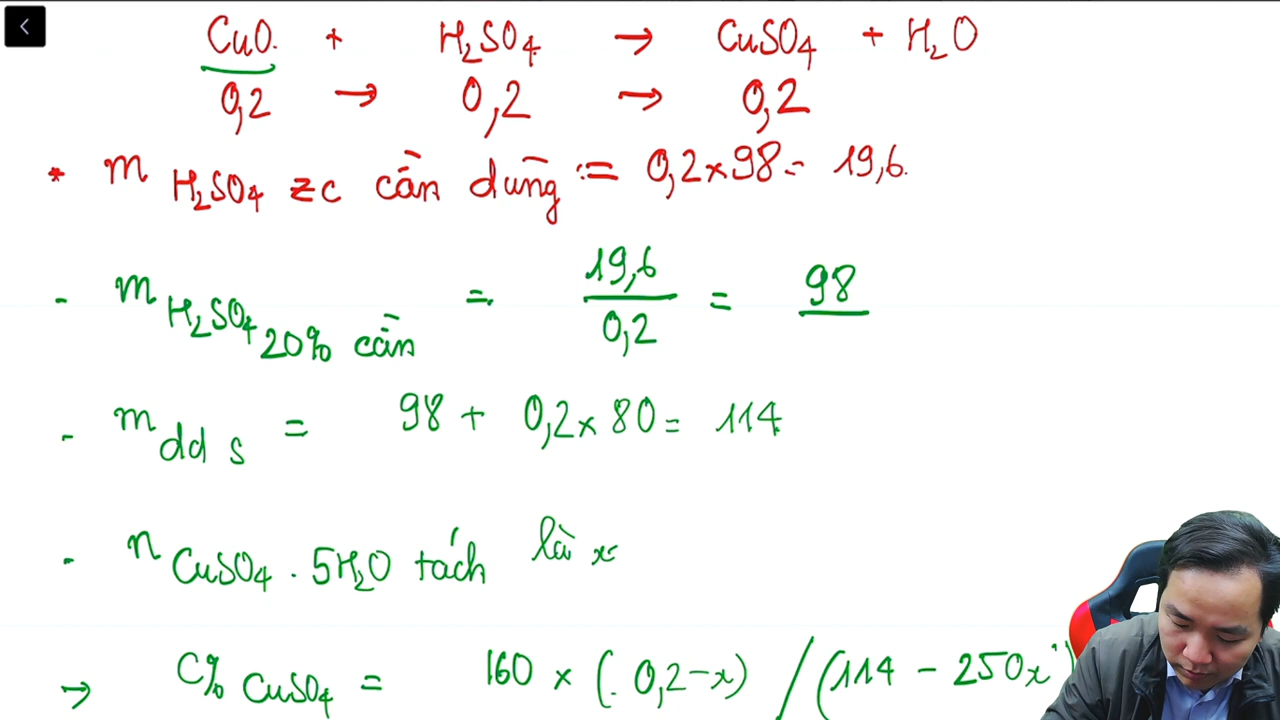 CuO + H₂SO₄ → CuSO₄ + H₂O
0,2 → 0,2 → 0,2
* m H₂SO₄ zc cần dùng := 0,2×98 = 19,6.
- m H₂SO₄ 20% cần = 19,6 / 0,2 = 98
- m dd s = 98 + 0,2×80 = 114
- n CuSO₄ . 5H₂O tách là x
→ C% CuSO₄ = 160 × (0,2-x) / (114 - 250x)